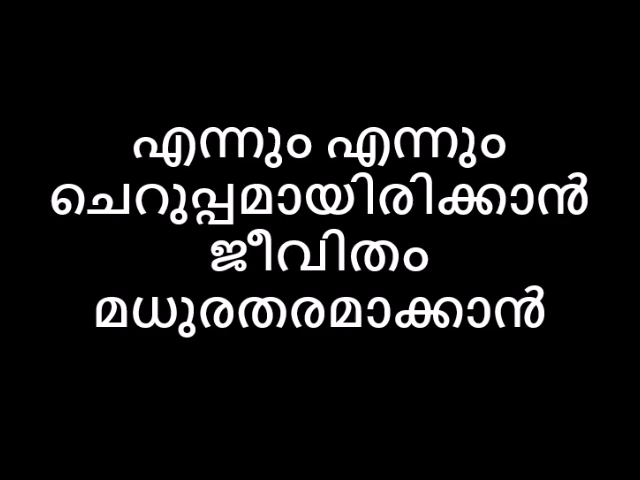 എന്നും എന്നും
ചെറുപ്പമായിരിക്കാൻ
ജീവിതം
മധുരതരമാക്കാൻ